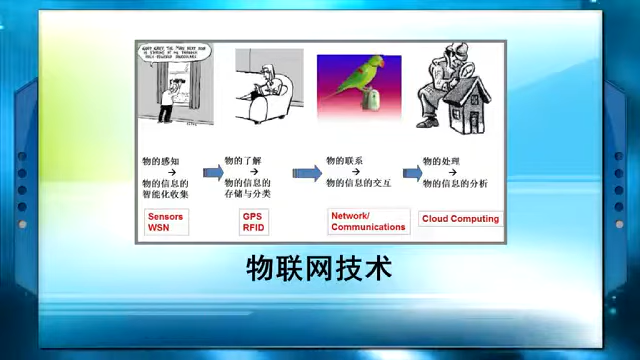 物的感知
→
物的信息的
智能化收集
物的了解
→
物的信息的
存储与分类
物的联系
→
物的信息的交互
物的处理
→
物的信息的分析
Sensors
WSN
GPS
RFID
Network/
Communications
Cloud Computing
物联网技术